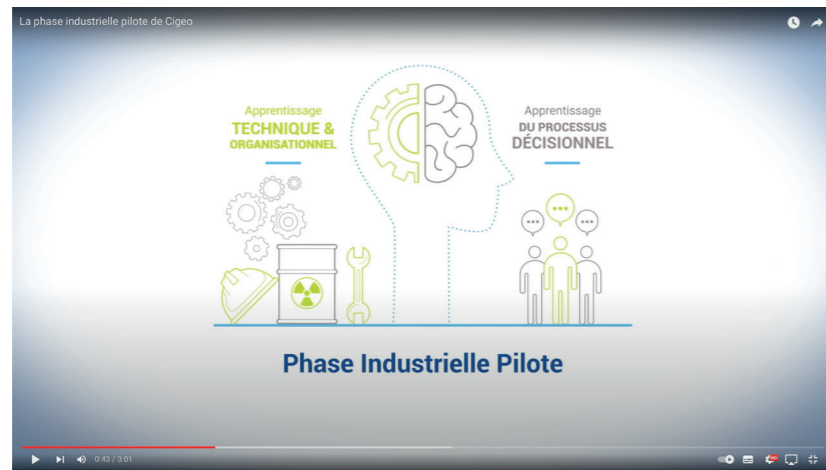 La phase industrielle pilote de Cigeo
Apprentissage
TECHNIQUE &
ORGANISATIONNEL
Apprentissage
DU PROCESSUS
DÉCISIONNEL
Phase Industrielle Pilote
0:43 / 3:01